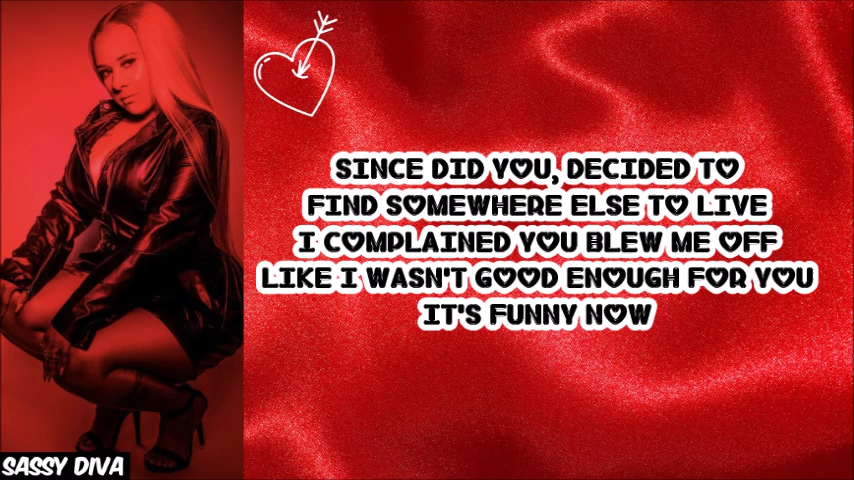 SINCE DID YOU, DECIDED TO
FIND SOMEWHERE ELSE TO LIVE
I COMPLAINED YOU BLEW ME OFF
LIKE I WASN'T GOOD ENOUGH FOR YOU
IT'S FUNNY NOW
SASSY DIVA